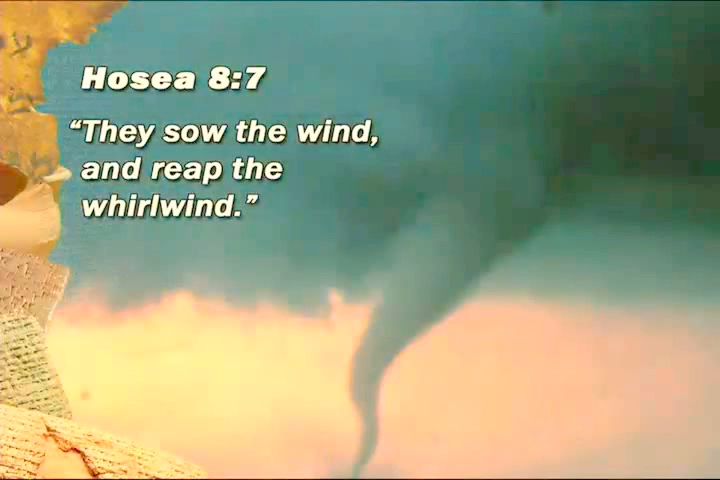 Hosea 8:7
“They sow the wind,
and reap the
whirlwind.”